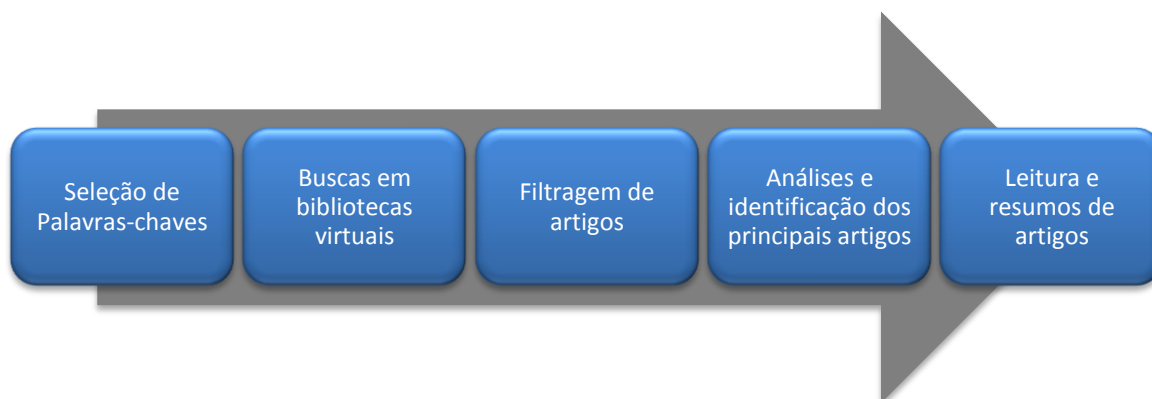 Seleção de
Palavras-chaves
Buscas em
bibliotecas
virtuais
Filtragem de
artigos
Análises e
identificação dos
principais artigos
Leitura e
resumos de
artigos